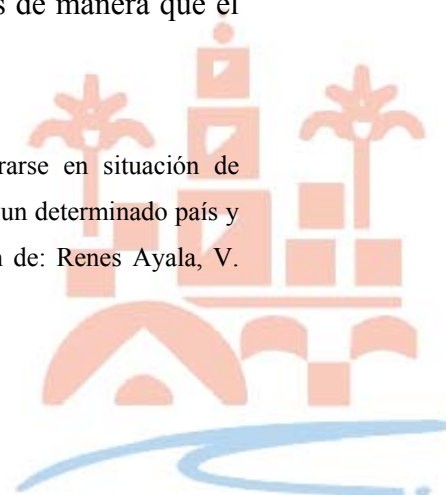 s de manera que el
rarse en situación de
un determinado país y
n de: Renes Ayala, V.